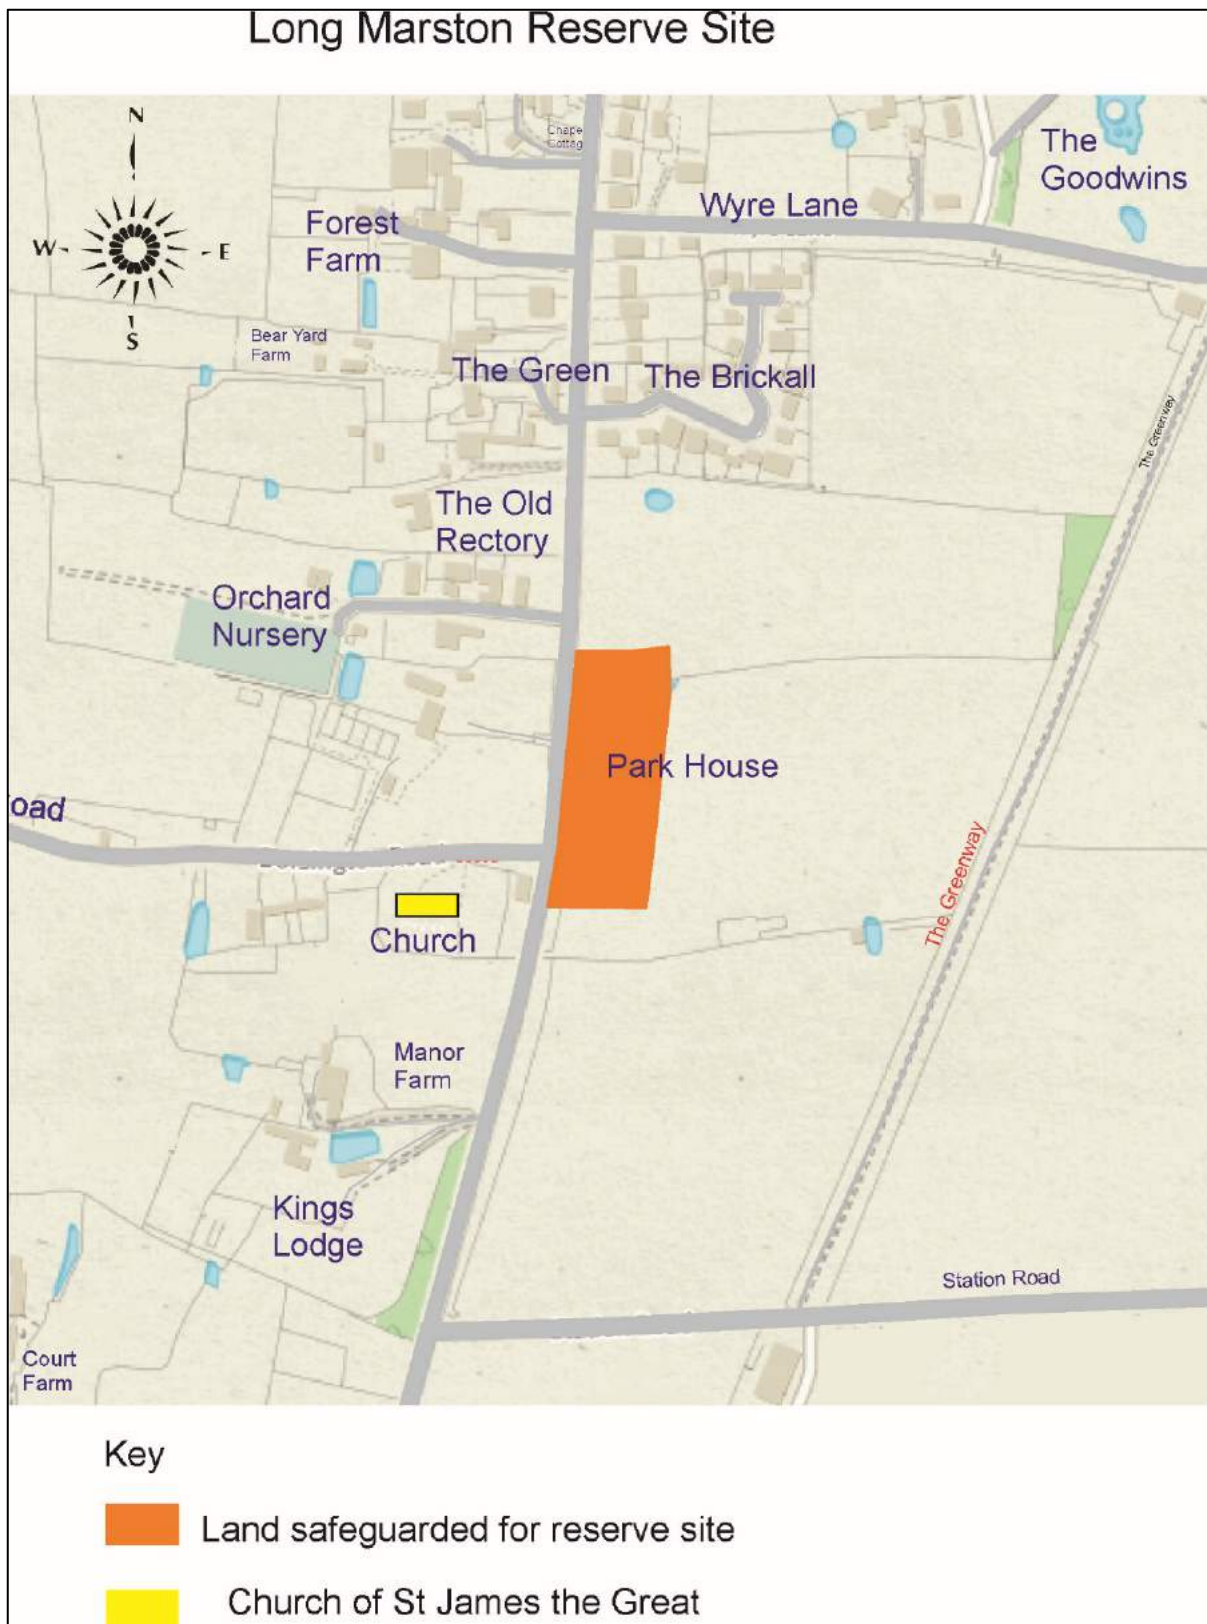 Long Marston Reserve Site
N
W
E
S
Forest
Farm
Wyre Lane
The
Goodwins
Bear Yard
Farm
The Green
The Brickall
The Greenway
The Old
Rectory
Orchard
Nursery
Park House
oad
The Greenway
Church
Manor
Farm
Kings
Lodge
Station Road
Court
Farm
Key
Land safeguarded for reserve site
Church of St James the Great